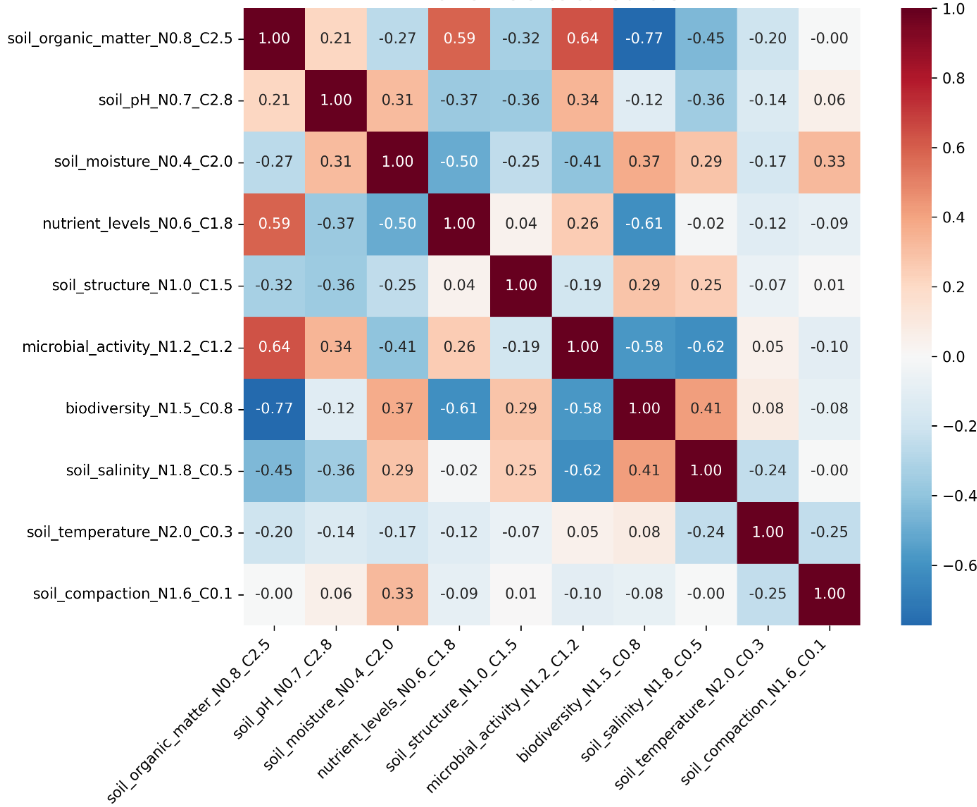 soil_organic_matter_N0.8_C2.5 1.00 0.21 -0.27 0.59 -0.32 0.64 -0.77 -0.45 -0.20 -0.00
soil_pH_N0.7_C2.8 0.21 1.00 0.31 -0.37 -0.36 0.34 -0.12 -0.36 -0.14 0.06
soil_moisture_N0.4_C2.0 -0.27 0.31 1.00 -0.50 -0.25 -0.41 0.37 0.29 -0.17 0.33
nutrient_levels_N0.6_C1.8 0.59 -0.37 -0.50 1.00 0.04 0.26 -0.61 -0.02 -0.12 -0.09
soil_structure_N1.0_C1.5 -0.32 -0.36 -0.25 0.04 1.00 -0.19 0.29 0.25 -0.07 0.01
microbial_activity_N1.2_C1.2 0.64 0.34 -0.41 0.26 -0.19 1.00 -0.58 -0.62 0.05 -0.10
biodiversity_N1.5_C0.8 -0.77 -0.12 0.37 -0.61 0.29 -0.58 1.00 0.41 0.08 -0.08
soil_salinity_N1.8_C0.5 -0.45 -0.36 0.29 -0.02 0.25 -0.62 0.41 1.00 -0.24 -0.00
soil_temperature_N2.0_C0.3 -0.20 -0.14 -0.17 -0.12 -0.07 0.05 0.08 -0.24 1.00 -0.25
soil_compaction_N1.6_C0.1 -0.00 0.06 0.33 -0.09 0.01 -0.10 -0.08 -0.00 -0.25 1.00
soil_organic_matter_N0.8_C2.5
soil_pH_N0.7_C2.8
soil_moisture_N0.4_C2.0
nutrient_levels_N0.6_C1.8
soil_structure_N1.0_C1.5
microbial_activity_N1.2_C1.2
biodiversity_N1.5_C0.8
soil_salinity_N1.8_C0.5
soil_temperature_N2.0_C0.3
soil_compaction_N1.6_C0.1
1.0
0.8
0.6
0.4
0.2
0.0
−0.2
−0.4
−0.6